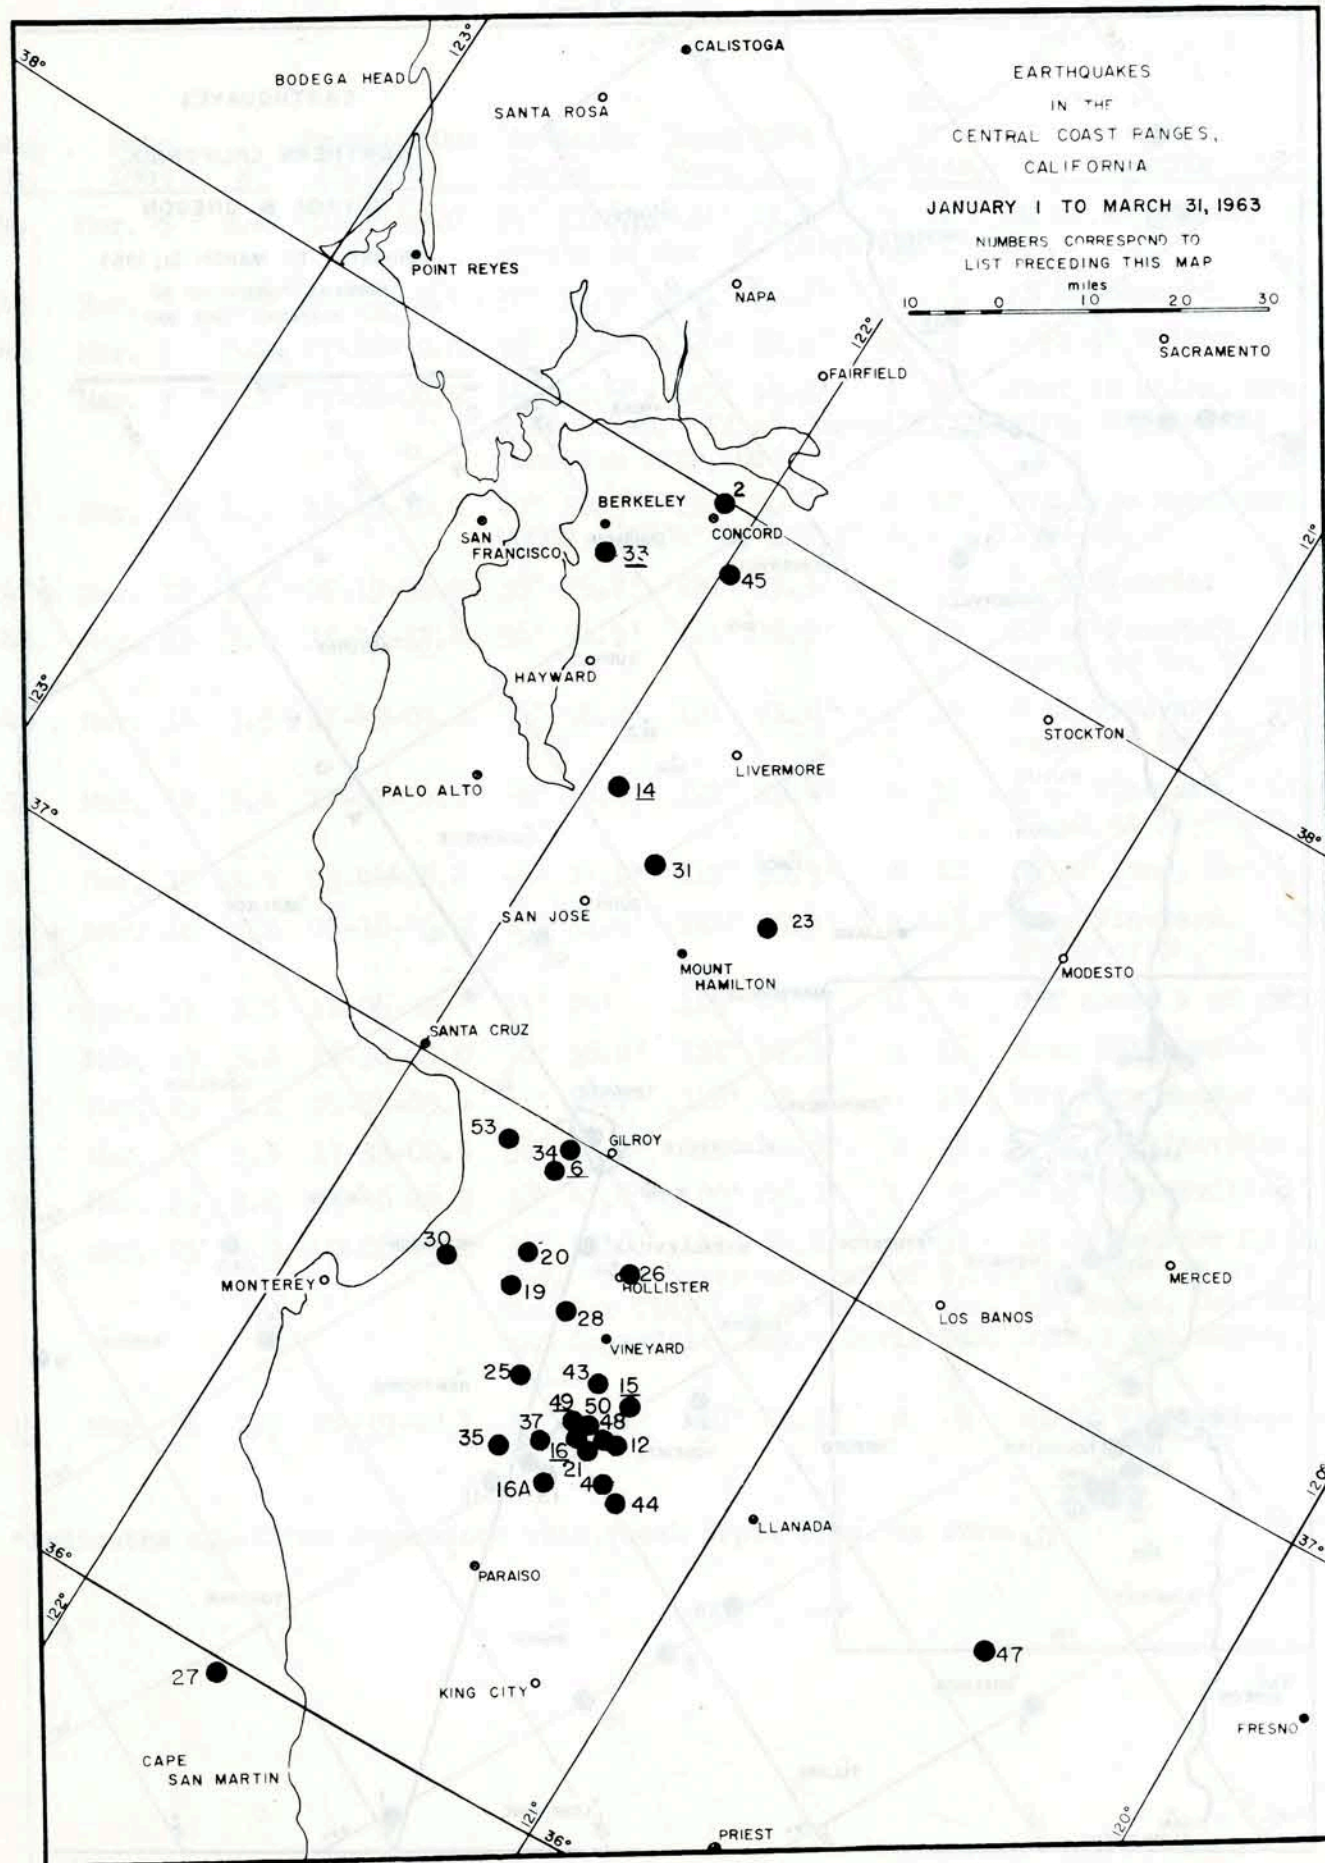 EARTHQUAKES
IN THE
CENTRAL COAST RANGES,
CALIFORNIA
JANUARY 1 TO MARCH 31, 1963
NUMBERS CORRESPOND TO
LIST PRECEDING THIS MAP
miles
10 0 10 20 30
38°
123°
CALISTOGA
BODEGA HEAD
SANTA ROSA
POINT REYES
NAPA
122°
SACRAMENTO
FAIRFIELD
2
BERKELEY
CONCORD
SAN
FRANCISCO
33
45
121°
HAYWARD
123°
STOCKTON
LIVERMORE
PALO ALTO
14
37°
38°
31
SAN JOSE
23
MOUNT
HAMILTON
MODESTO
SANTA CRUZ
53
34
GILROY
6
30
20
26
MONTEREY
19
HOLLISTER
MERCED
28
LOS BANOS
VINEYARD
25
43
15
49
50
37
48
35
12
16
21
16A
4
44
LLANADA
120°
37°
36°
PARAISO
122°
47
27
KING CITY
FRESNO
CAPE
SAN MARTIN
121°
36°
PRIEST
120°